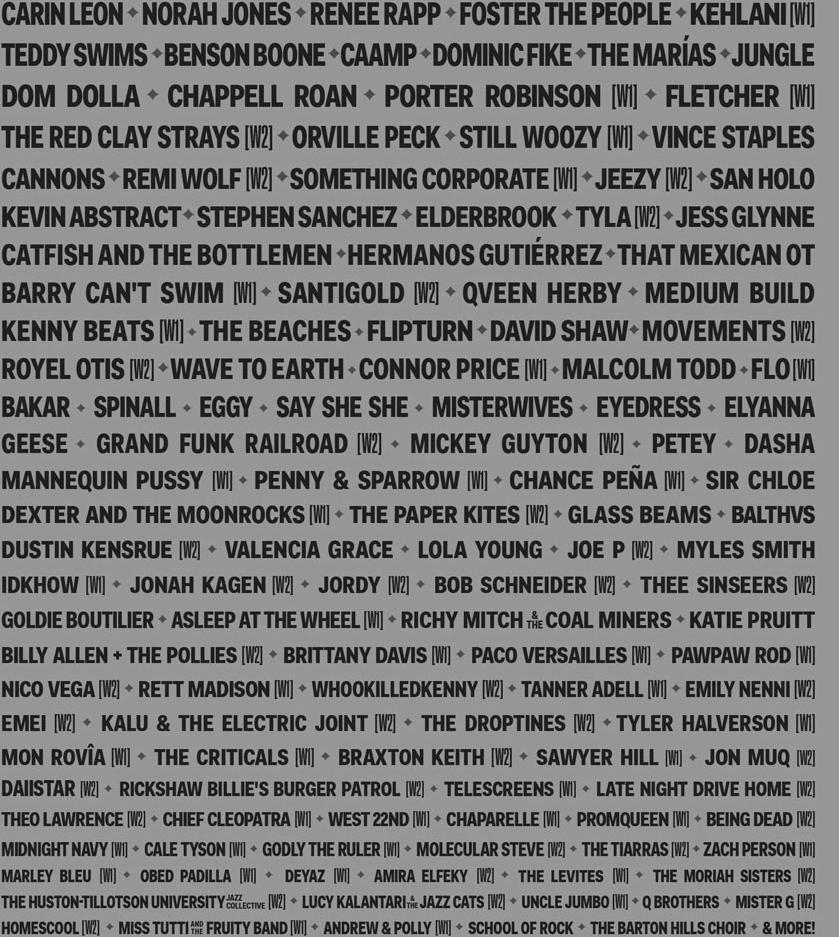 CARIN LEON ✦ NORAH JONES ✦ RENEE RAPP ✦ FOSTER THE PEOPLE ✦ KEHLANI [W1]
TEDDY SWIMS ✦ BENSON BOONE ✦ CAAMP ✦ DOMINIC FIKE ✦ THE MARÍAS ✦ JUNGLE
DOM DOLLA ✦ CHAPPELL ROAN ✦ PORTER ROBINSON [W1] ✦ FLETCHER [W1]
THE RED CLAY STRAYS [W2] ✦ ORVILLE PECK ✦ STILL WOOZY [W1] ✦ VINCE STAPLES
CANNONS ✦ REMI WOLF [W2] ✦ SOMETHING CORPORATE [W1] ✦ JEEZY [W2] ✦ SAN HOLO
KEVIN ABSTRACT ✦ STEPHEN SANCHEZ ✦ ELDERBROOK ✦ TYLA [W2] ✦ JESS GLYNNE
CATFISH AND THE BOTTLEMEN ✦ HERMANOS GUTIÉRREZ ✦ THAT MEXICAN OT
BARRY CAN'T SWIM [W1] ✦ SANTIGOLD [W2] ✦ QVEEN HERBY ✦ MEDIUM BUILD
KENNY BEATS [W1] ✦ THE BEACHES ✦ FLIPTURN ✦ DAVID SHAW ✦ MOVEMENTS [W2]
ROYEL OTIS [W2] ✦ WAVE TO EARTH ✦ CONNOR PRICE [W1] ✦ MALCOLM TODD ✦ FLO [W1]
BAKAR ✦ SPINALL ✦ EGGY ✦ SAY SHE SHE ✦ MISTERWIVES ✦ EYEDRESS ✦ ELYANNA
GEESE ✦ GRAND FUNK RAILROAD [W2] ✦ MICKEY GUYTON [W2] ✦ PETEY ✦ DASHA
MANNEQUIN PUSSY [W1] ✦ PENNY & SPARROW [W1] ✦ CHANCE PEÑA [W1] ✦ SIR CHLOE
DEXTER AND THE MOONROCKS [W1] ✦ THE PAPER KITES [W2] ✦ GLASS BEAMS ✦ BALTHVS
DUSTIN KENSRUE [W2] ✦ VALENCIA GRACE ✦ LOLA YOUNG ✦ JOE P [W2] ✦ MYLES SMITH
IDKHOW [W1] ✦ JONAH KAGEN [W2] ✦ JORDY [W2] ✦ BOB SCHNEIDER [W2] ✦ THEE SINSEERS [W2]
GOLDIE BOUTILIER ✦ ASLEEP AT THE WHEEL [W1] ✦ RICHY MITCH & THE COAL MINERS ✦ KATIE PRUITT
BILLY ALLEN + THE POLLIES [W2] ✦ BRITTANY DAVIS [W1] ✦ PACO VERSAILLES [W1] ✦ PAWPAW ROD [W1]
NICO VEGA [W2] ✦ RETT MADISON [W1] ✦ WHOOKILLEDKENNY [W2] ✦ TANNER ADELL [W1] ✦ EMILY NENNI [W2]
EMEI [W2] ✦ KALU & THE ELECTRIC JOINT [W2] ✦ THE DROPTINES [W2] ✦ TYLER HALVERSON [W1]
MON ROVÎA [W1] ✦ THE CRITICALS [W1] ✦ BRAXTON KEITH [W2] ✦ SAWYER HILL [W1] ✦ JON MUQ [W2]
DAIISTAR [W2] ✦ RICKSHAW BILLIE'S BURGER PATROL [W2] ✦ TELESCREENS [W1] ✦ LATE NIGHT DRIVE HOME [W2]
THEO LAWRENCE [W2] ✦ CHIEF CLEOPATRA [W1] ✦ WEST 22ND [W1] ✦ CHAPARELLE [W1] ✦ PROMQUEEN [W1] ✦ BEING DEAD [W2]
MIDNIGHT NAVY [W1] ✦ CALE TYSON [W1] ✦ GODLY THE RULER [W1] ✦ MOLECULAR STEVE [W2] ✦ THE TIARRAS [W2] ✦ ZACH PERSON [W1]
MARLEY BLEU [W1] ✦ OBED PADILLA [W1] ✦ DEYAZ [W1] ✦ AMIRA ELFEKY [W2] ✦ THE LEVITES [W1] ✦ THE MORIAH SISTERS [W2]
THE HUSTON-TILLOTSON UNIVERSITY JAZZ COLLECTIVE [W2] ✦ LUCY KALANTARI & THE JAZZ CATS [W2] ✦ UNCLE JUMBO [W1] ✦ Q BROTHERS ✦ MISTER G [W2]
HOMESCOOL [W2] ✦ MISS TUTTI AND THE FRUITY BAND [W1] ✦ ANDREW & POLLY [W1] ✦ SCHOOL OF ROCK ✦ THE BARTON HILLS CHOIR ✦ & MORE!